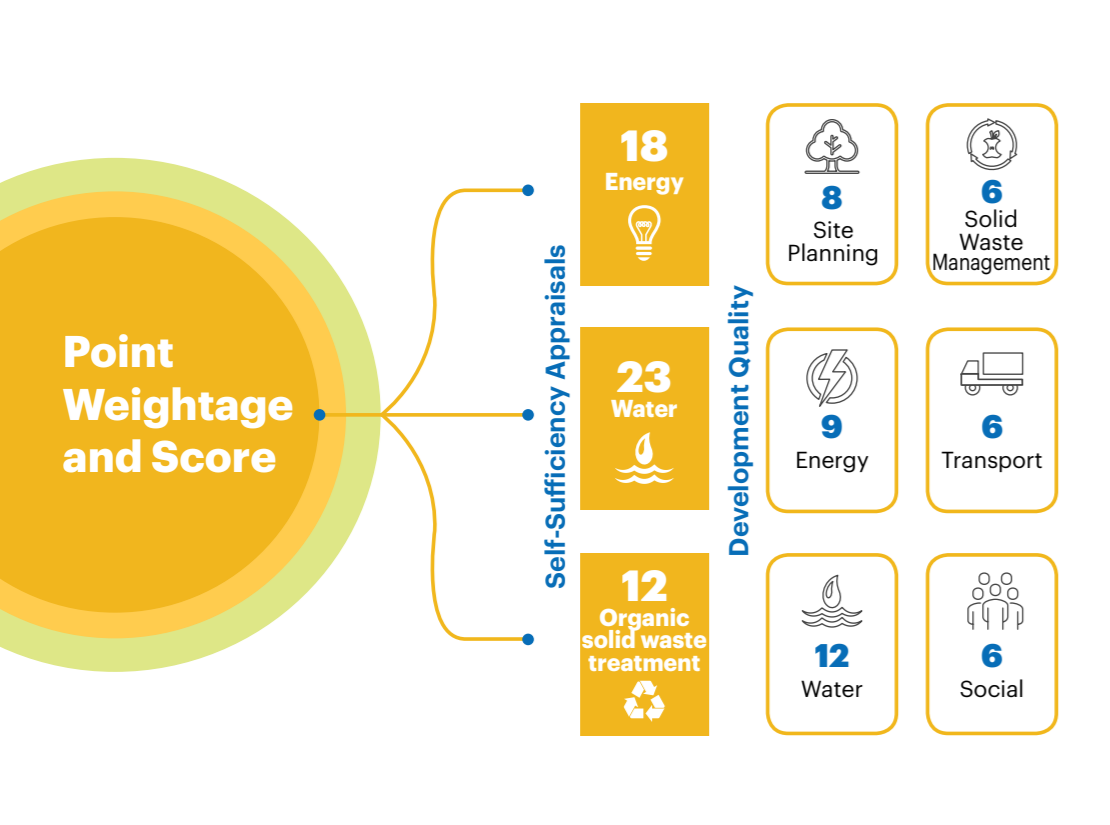 Point
Weightage
and Score
Self-Sufficiency Appraisals
18
Energy
23
Water
12
Organic
solid waste
treatment
Development Quality
8
Site
Planning
6
Solid
Waste
Management
9
Energy
6
Transport
12
Water
6
Social